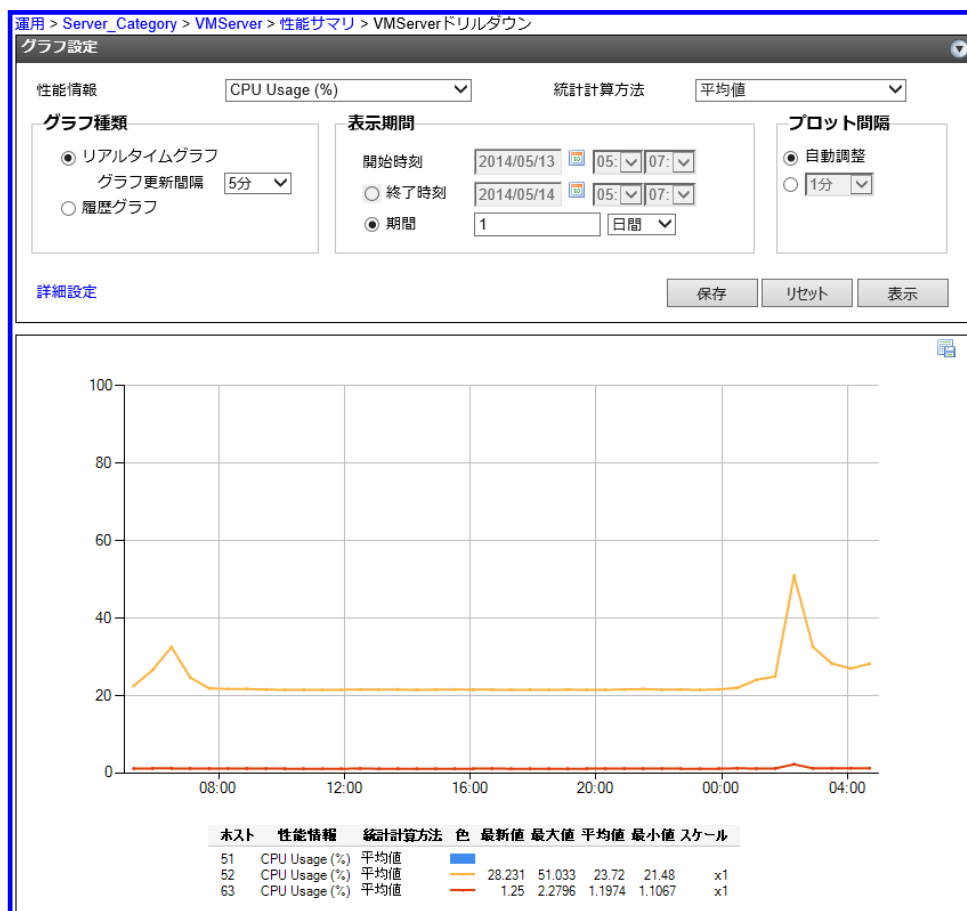 運用 > Server_Category > VMServer > 性能サマリ > VMServerドリルダウン
グラフ設定
性能情報 CPU Usage (%) 統計計算方法 平均値
グラフ種類 表示期間 プロット間隔
リアルタイムグラフ 開始時刻 2014/05/13 05: 07: 自動調整
グラフ更新間隔 5分 終了時刻 2014/05/14 05: 07: 1分
履歴グラフ 期間 1 日間
詳細設定 保存 リセット 表示
100
80
60
40
20
0
08:00 12:00 16:00 20:00 00:00 04:00
ホスト 性能情報 統計計算方法 色 最新値 最大値 平均値 最小値 スケール
51 CPU Usage (%) 平均値
52 CPU Usage (%) 平均値 28.231 51.033 23.72 21.48 x1
63 CPU Usage (%) 平均値 1.25 2.2796 1.1974 1.1067 x1